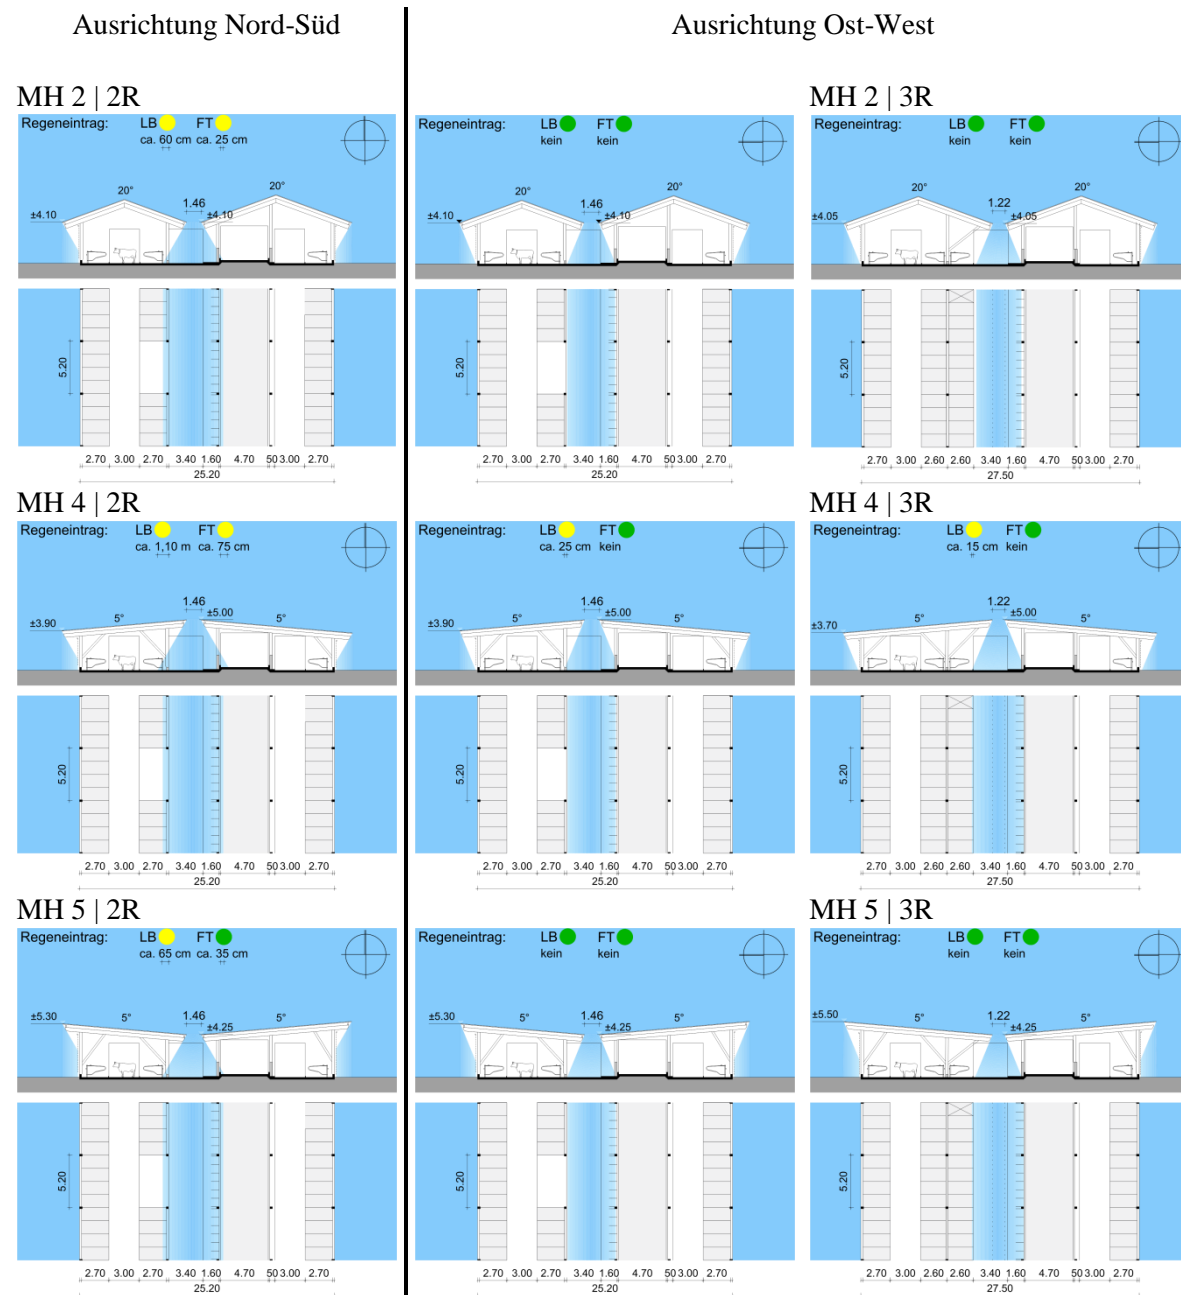 Ausrichtung Nord-Süd
Ausrichtung Ost-West
MH 2 | 2R
MH 2 | 3R
Regeneintrag: LB FT
ca. 60 cm ca. 25 cm
20° 20°
1.46
±4.10 ±4.10
5.20
2.70 3.00 2.70 3.40 1.60 4.70 50 3.00 2.70
25.20
Regeneintrag: LB FT
kein kein
20° 20°
1.46
±4.10 ±4.10
5.20
2.70 3.00 2.70 3.40 1.60 4.70 50 3.00 2.70
25.20
Regeneintrag: LB FT
kein kein
20° 20°
1.22
±4.05 ±4.05
5.20
2.70 3.00 2.60 2.60 3.40 1.60 4.70 50 3.00 2.70
27.50
MH 4 | 2R
MH 4 | 3R
Regeneintrag: LB FT
ca. 1,10 m ca. 75 cm
1.46
±5.00
5° 5°
±3.90
5.20
2.70 3.00 2.70 3.40 1.60 4.70 50 3.00 2.70
25.20
Regeneintrag: LB FT
ca. 25 cm kein
1.46
±5.00
5° 5°
±3.90
5.20
2.70 3.00 2.70 3.40 1.60 4.70 50 3.00 2.70
25.20
Regeneintrag: LB FT
ca. 15 cm kein
1.22
±5.00
5° 5°
±3.70
5.20
2.70 3.00 2.60 2.60 3.40 1.60 4.70 50 3.00 2.70
27.50
MH 5 | 2R
MH 5 | 3R
Regeneintrag: LB FT
ca. 65 cm ca. 35 cm
±5.30 5° 1.46 5°
±4.25
5.20
2.70 3.00 2.70 3.40 1.60 4.70 50 3.00 2.70
25.20
Regeneintrag: LB FT
kein kein
±5.30 5° 1.46 5°
±4.25
5.20
2.70 3.00 2.70 3.40 1.60 4.70 50 3.00 2.70
25.20
Regeneintrag: LB FT
kein kein
±5.50 5° 1.22 5°
±4.25
5.20
2.70 3.00 2.60 2.60 3.40 1.60 4.70 50 3.00 2.70
27.50